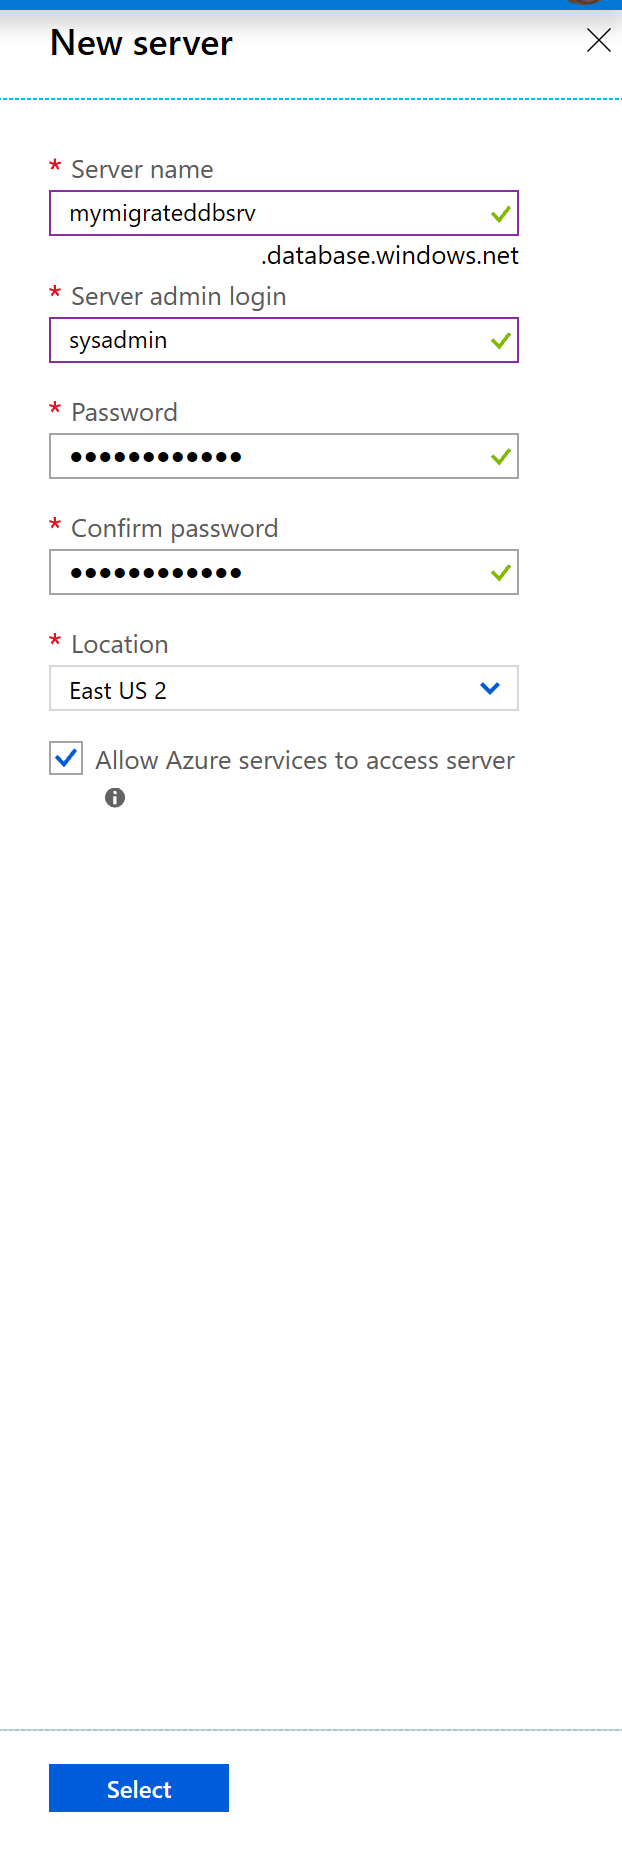 New server
* Server name
mymigrateddbsrv
.database.windows.net
* Server admin login
sysadmin
* Password
••••••••••••
* Confirm password
••••••••••••
* Location
East US 2
Allow Azure services to access server
Select